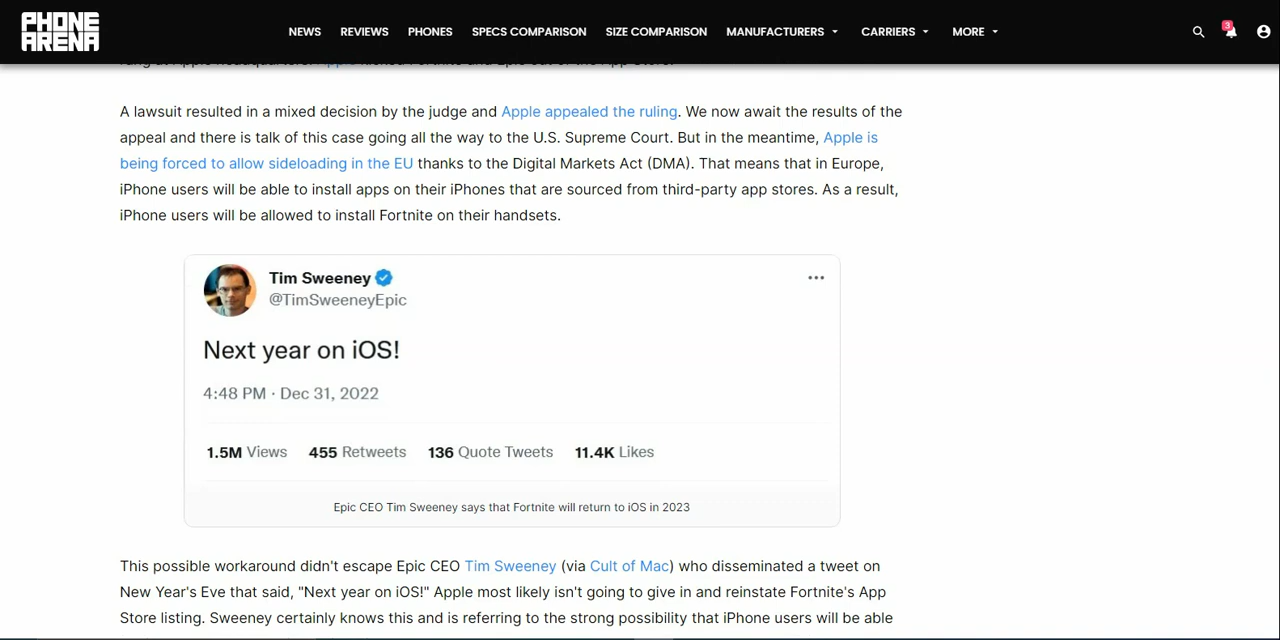 PHONE
ARENA
NEWS REVIEWS PHONES SPECS COMPARISON SIZE COMPARISON MANUFACTURERS CARRIERS MORE 3
A lawsuit resulted in a mixed decision by the judge and Apple appealed the ruling. We now await the results of the
appeal and there is talk of this case going all the way to the U.S. Supreme Court. But in the meantime, Apple is
being forced to allow sideloading in the EU thanks to the Digital Markets Act (DMA). That means that in Europe,
iPhone users will be able to install apps on their iPhones that are sourced from third-party app stores. As a result,
iPhone users will be allowed to install Fortnite on their handsets.
Tim Sweeney
@TimSweeneyEpic
Next year on iOS!
4:48 PM · Dec 31, 2022
1.5M Views 455 Retweets 136 Quote Tweets 11.4K Likes
Epic CEO Tim Sweeney says that Fortnite will return to iOS in 2023
This possible workaround didn't escape Epic CEO Tim Sweeney (via Cult of Mac) who disseminated a tweet on
New Year's Eve that said, "Next year on iOS!" Apple most likely isn't going to give in and reinstate Fortnite's App
Store listing. Sweeney certainly knows this and is referring to the strong possibility that iPhone users will be able